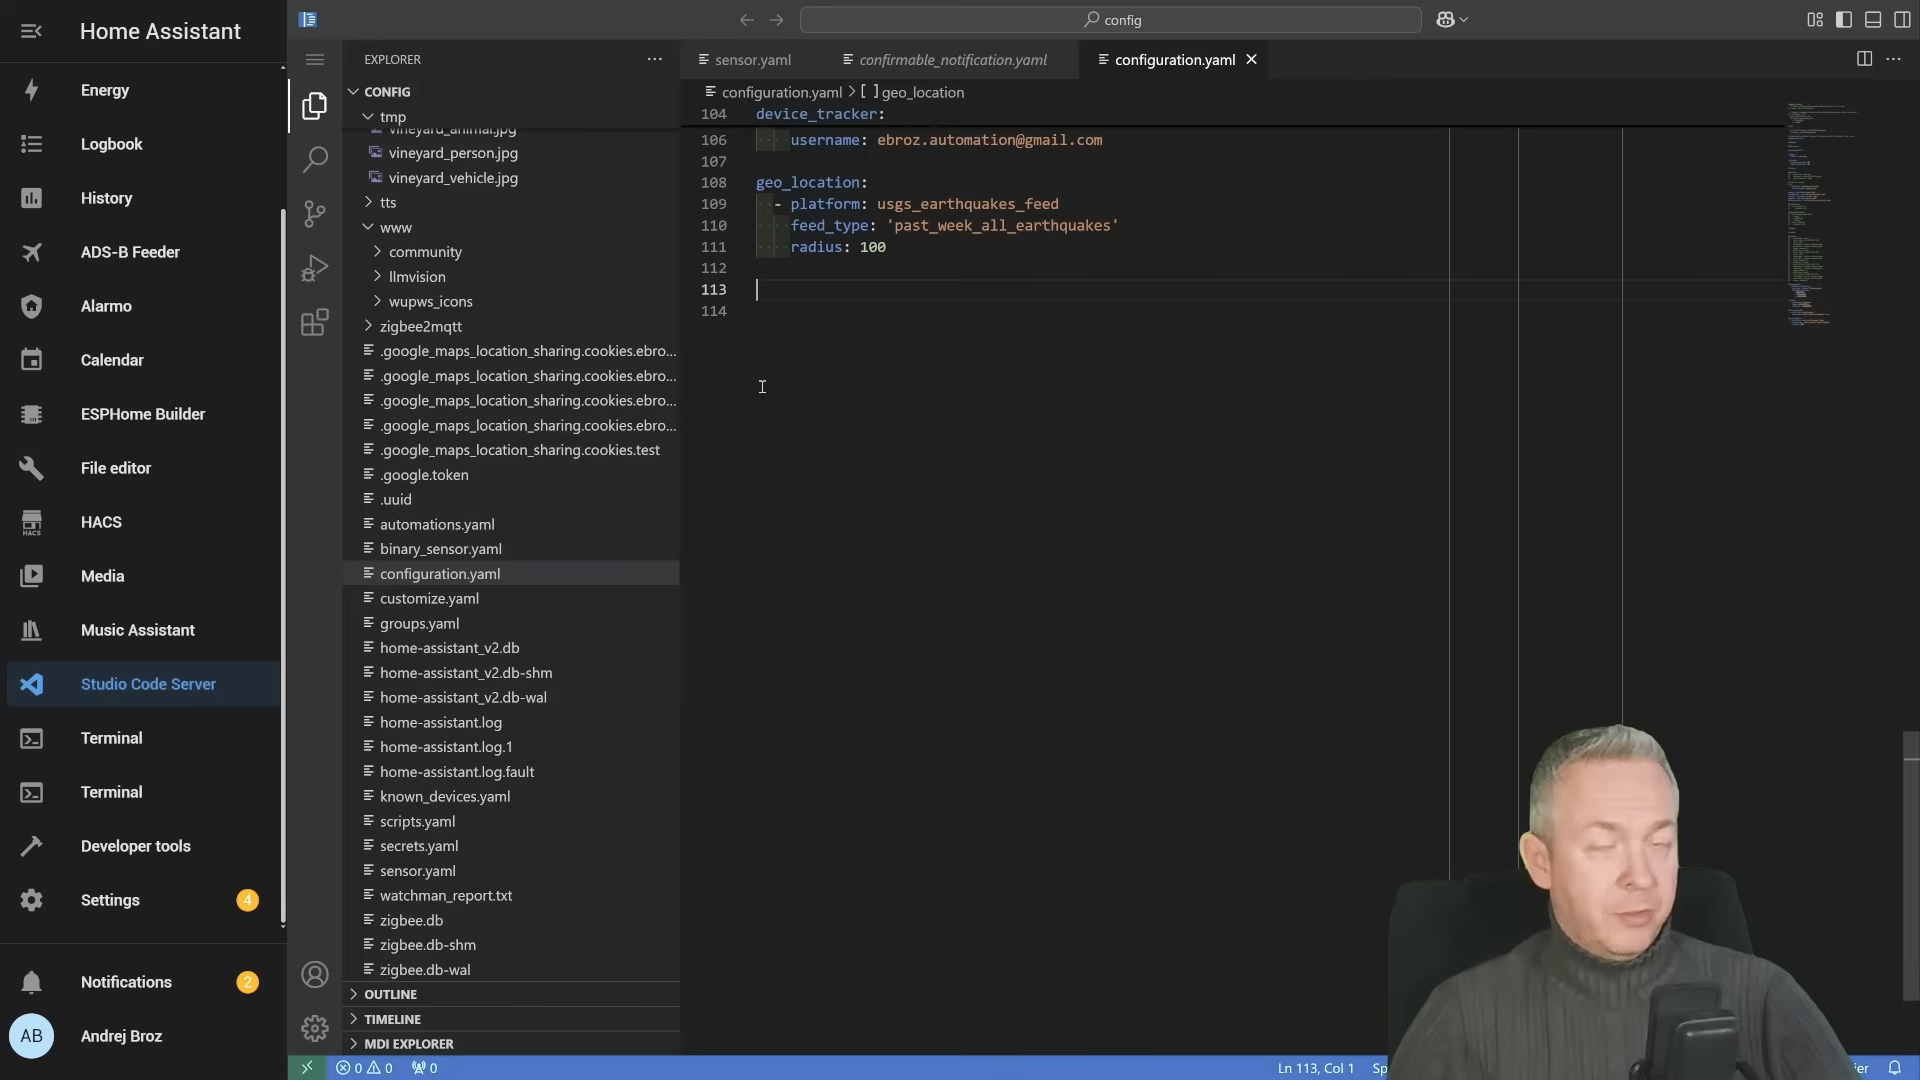 Home Assistant
Energy
Logbook
History
ADS-B Feeder
Alarmo
Calendar
ESPHome Builder
File editor
HACS
HACS
Media
Music Assistant
Studio Code Server
Terminal
Terminal
Developer tools
Settings
4
Notifications
2
AB
Andrej Broz
config
EXPLORER
CONFIG
tmp
vineyard_animal.jpg
vineyard_person.jpg
vineyard_vehicle.jpg
tts
www
community
llmvision
wupws_icons
zigbee2mqtt
.google_maps_location_sharing.cookies.ebro...
.google_maps_location_sharing.cookies.ebro...
.google_maps_location_sharing.cookies.ebro...
.google_maps_location_sharing.cookies.ebro...
.google_maps_location_sharing.cookies.test
.google.token
.uuid
automations.yaml
binary_sensor.yaml
configuration.yaml
customize.yaml
groups.yaml
home-assistant_v2.db
home-assistant_v2.db-shm
home-assistant_v2.db-wal
home-assistant.log
home-assistant.log.1
home-assistant.log.fault
known_devices.yaml
scripts.yaml
secrets.yaml
sensor.yaml
watchman_report.txt
zigbee.db
zigbee.db-shm
zigbee.db-wal
OUTLINE
TIMELINE
MDI EXPLORER
sensor.yaml
confirmable_notification.yaml
configuration.yaml
configuration.yaml > [ ] geo_location
104 device_tracker:
106 username: ebroz.automation@gmail.com
107
108 geo_location:
109 - platform: usgs_earthquakes_feed
110 feed_type: 'past_week_all_earthquakes'
111 radius: 100
112
113
114
0 0 0
Ln 113, Col 1
Sp
ier